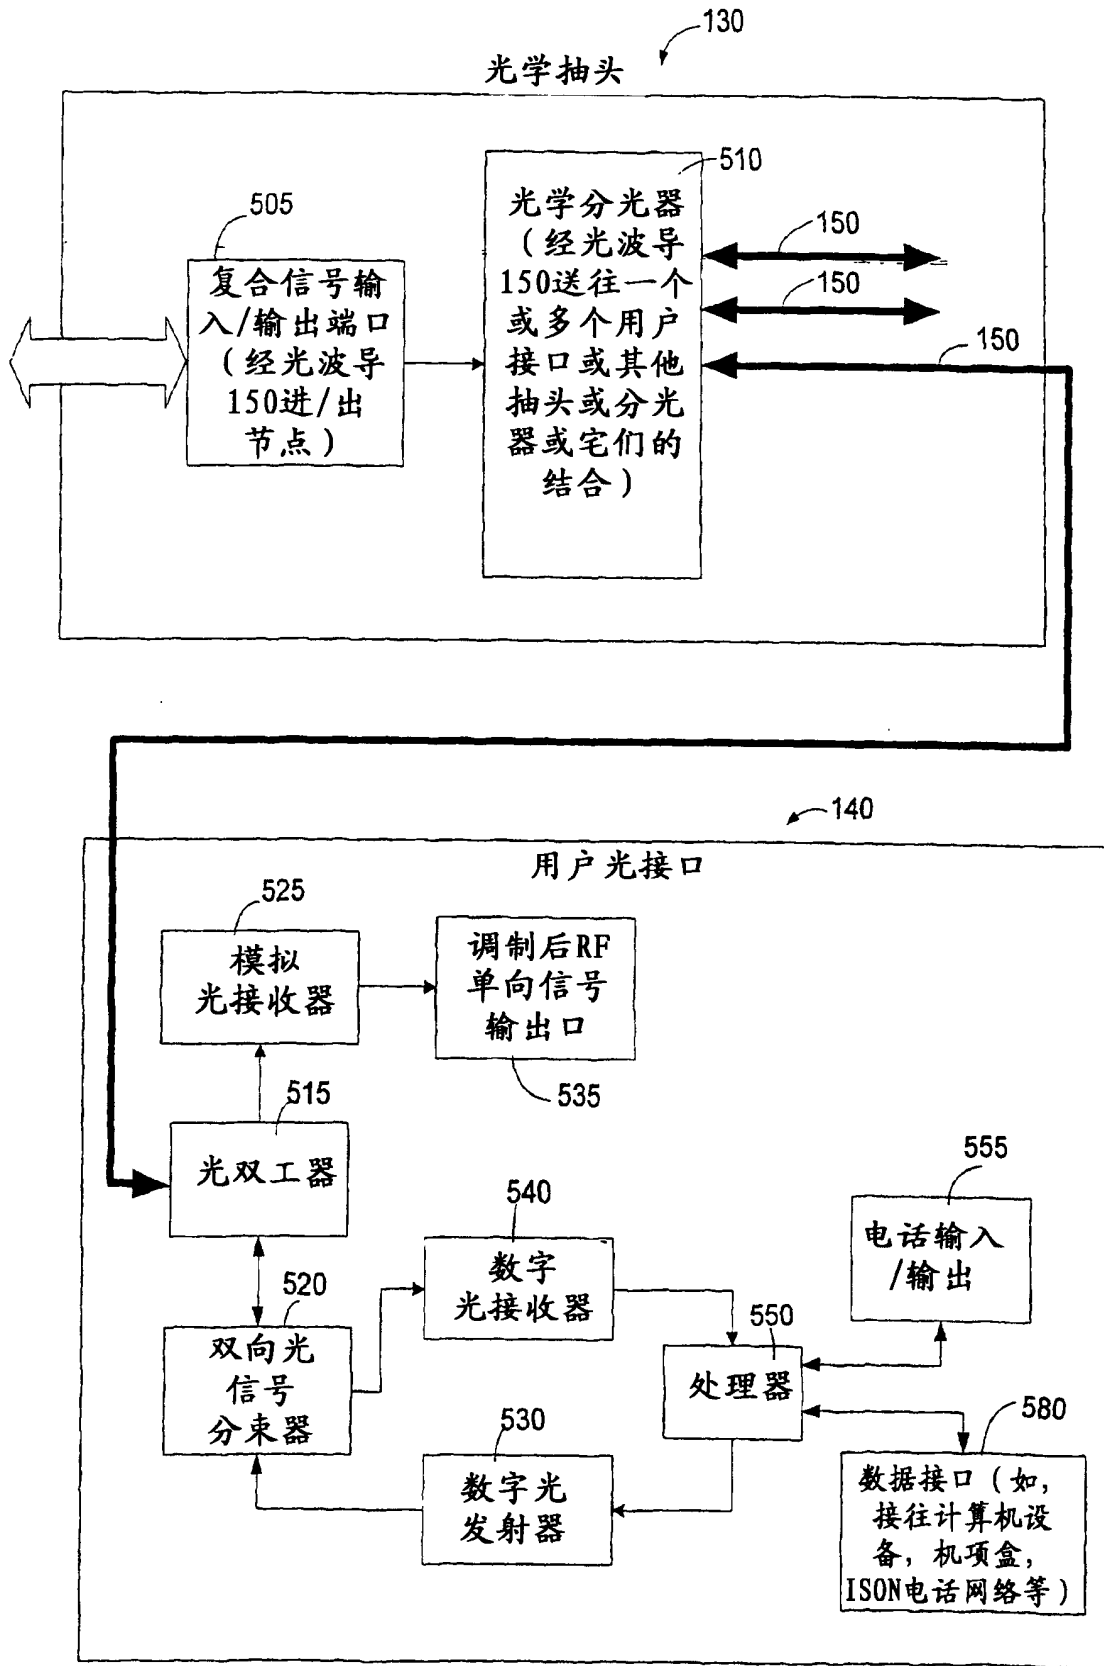 130
光学抽头
510
505
光学分光器
（经光波导
150送往一个
或多个用户
接口或其他
抽头或分光
器或宅们的
结合）
复合信号输
入/输出端口
（经光波导
150进/出
节点）
150
150
150
140
用户光接口
525
模拟
光接收器
调制后RF
单向信号
输出口
535
515
光双工器
540
数字
光接收器
555
电话输入
/输出
520
双向光
信号
分束器
550
处理器
530
数字光
发射器
580
数据接口（如，
接往计算机设
备，机项盒，
ISON电话网络等）